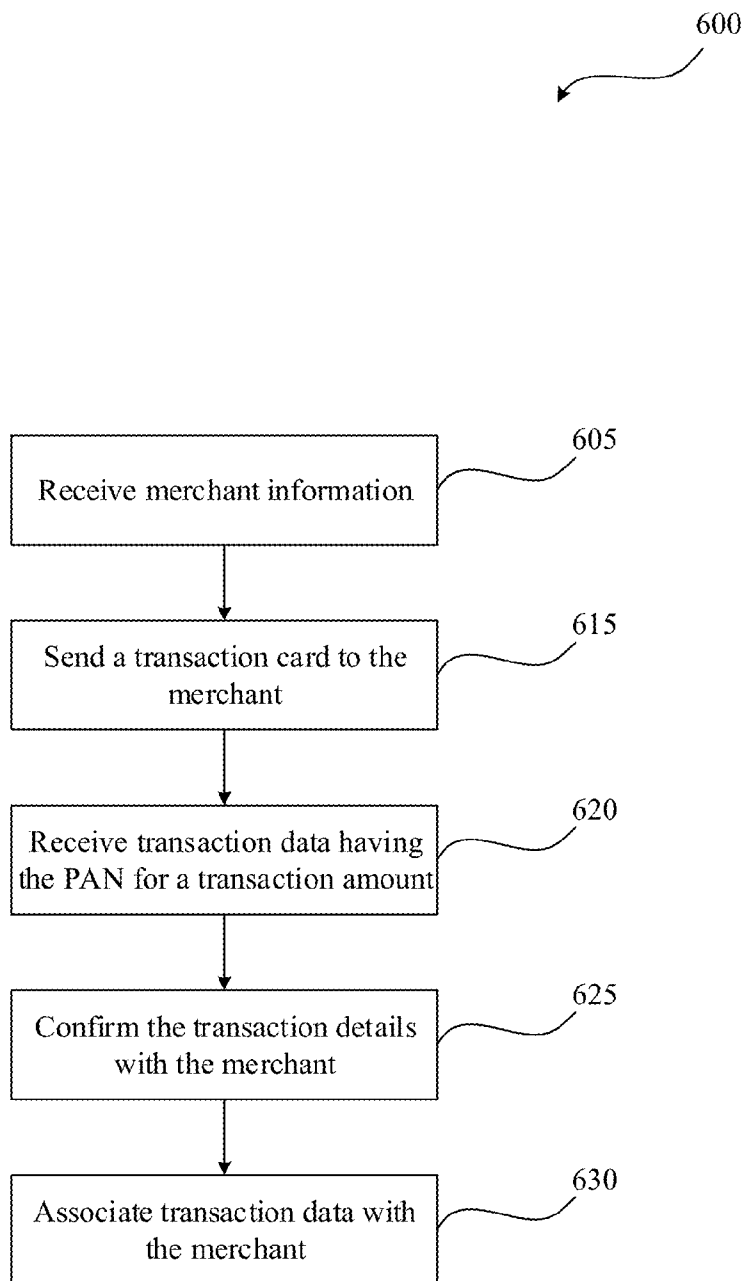 600
605
Receive merchant information
615
Send a transaction card to the
merchant
620
Receive transaction data having
the PAN for a transaction amount
625
Confirm the transaction details
with the merchant
630
Associate transaction data with
the merchant